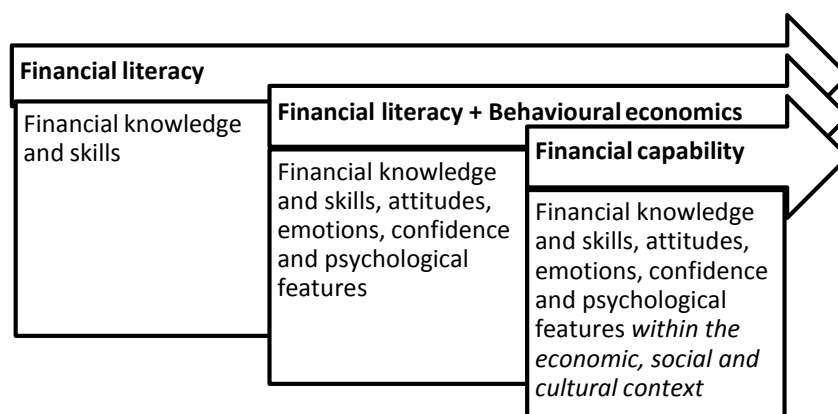 Financial literacy
Financial knowledge
and skills
Financial literacy + Behavioural economics
Financial knowledge
and skills, attitudes,
emotions, confidence
and psychological
features
Financial capability
Financial knowledge
and skills, attitudes,
emotions, confidence
and psychological
features within the
economic, social and
cultural context